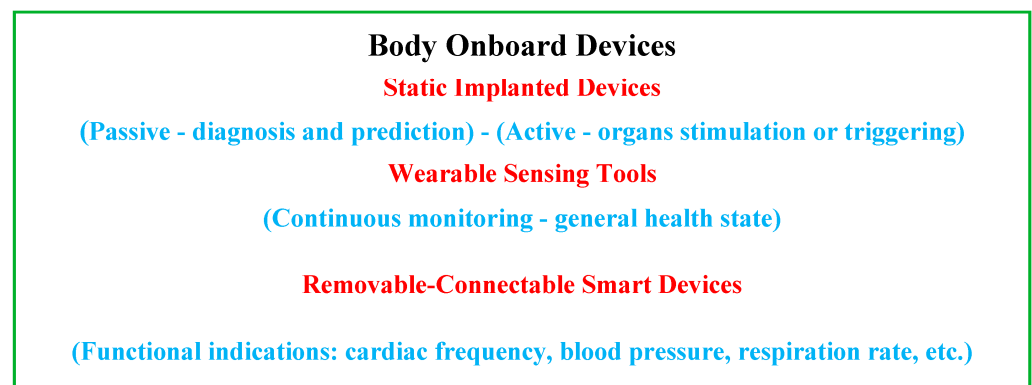 Body Onboard Devices
Static Implanted Devices
(Passive - diagnosis and prediction) - (Active - organs stimulation or triggering)
Wearable Sensing Tools
(Continuous monitoring - general health state)
Removable-Connectable Smart Devices
(Functional indications: cardiac frequency, blood pressure, respiration rate, etc.)